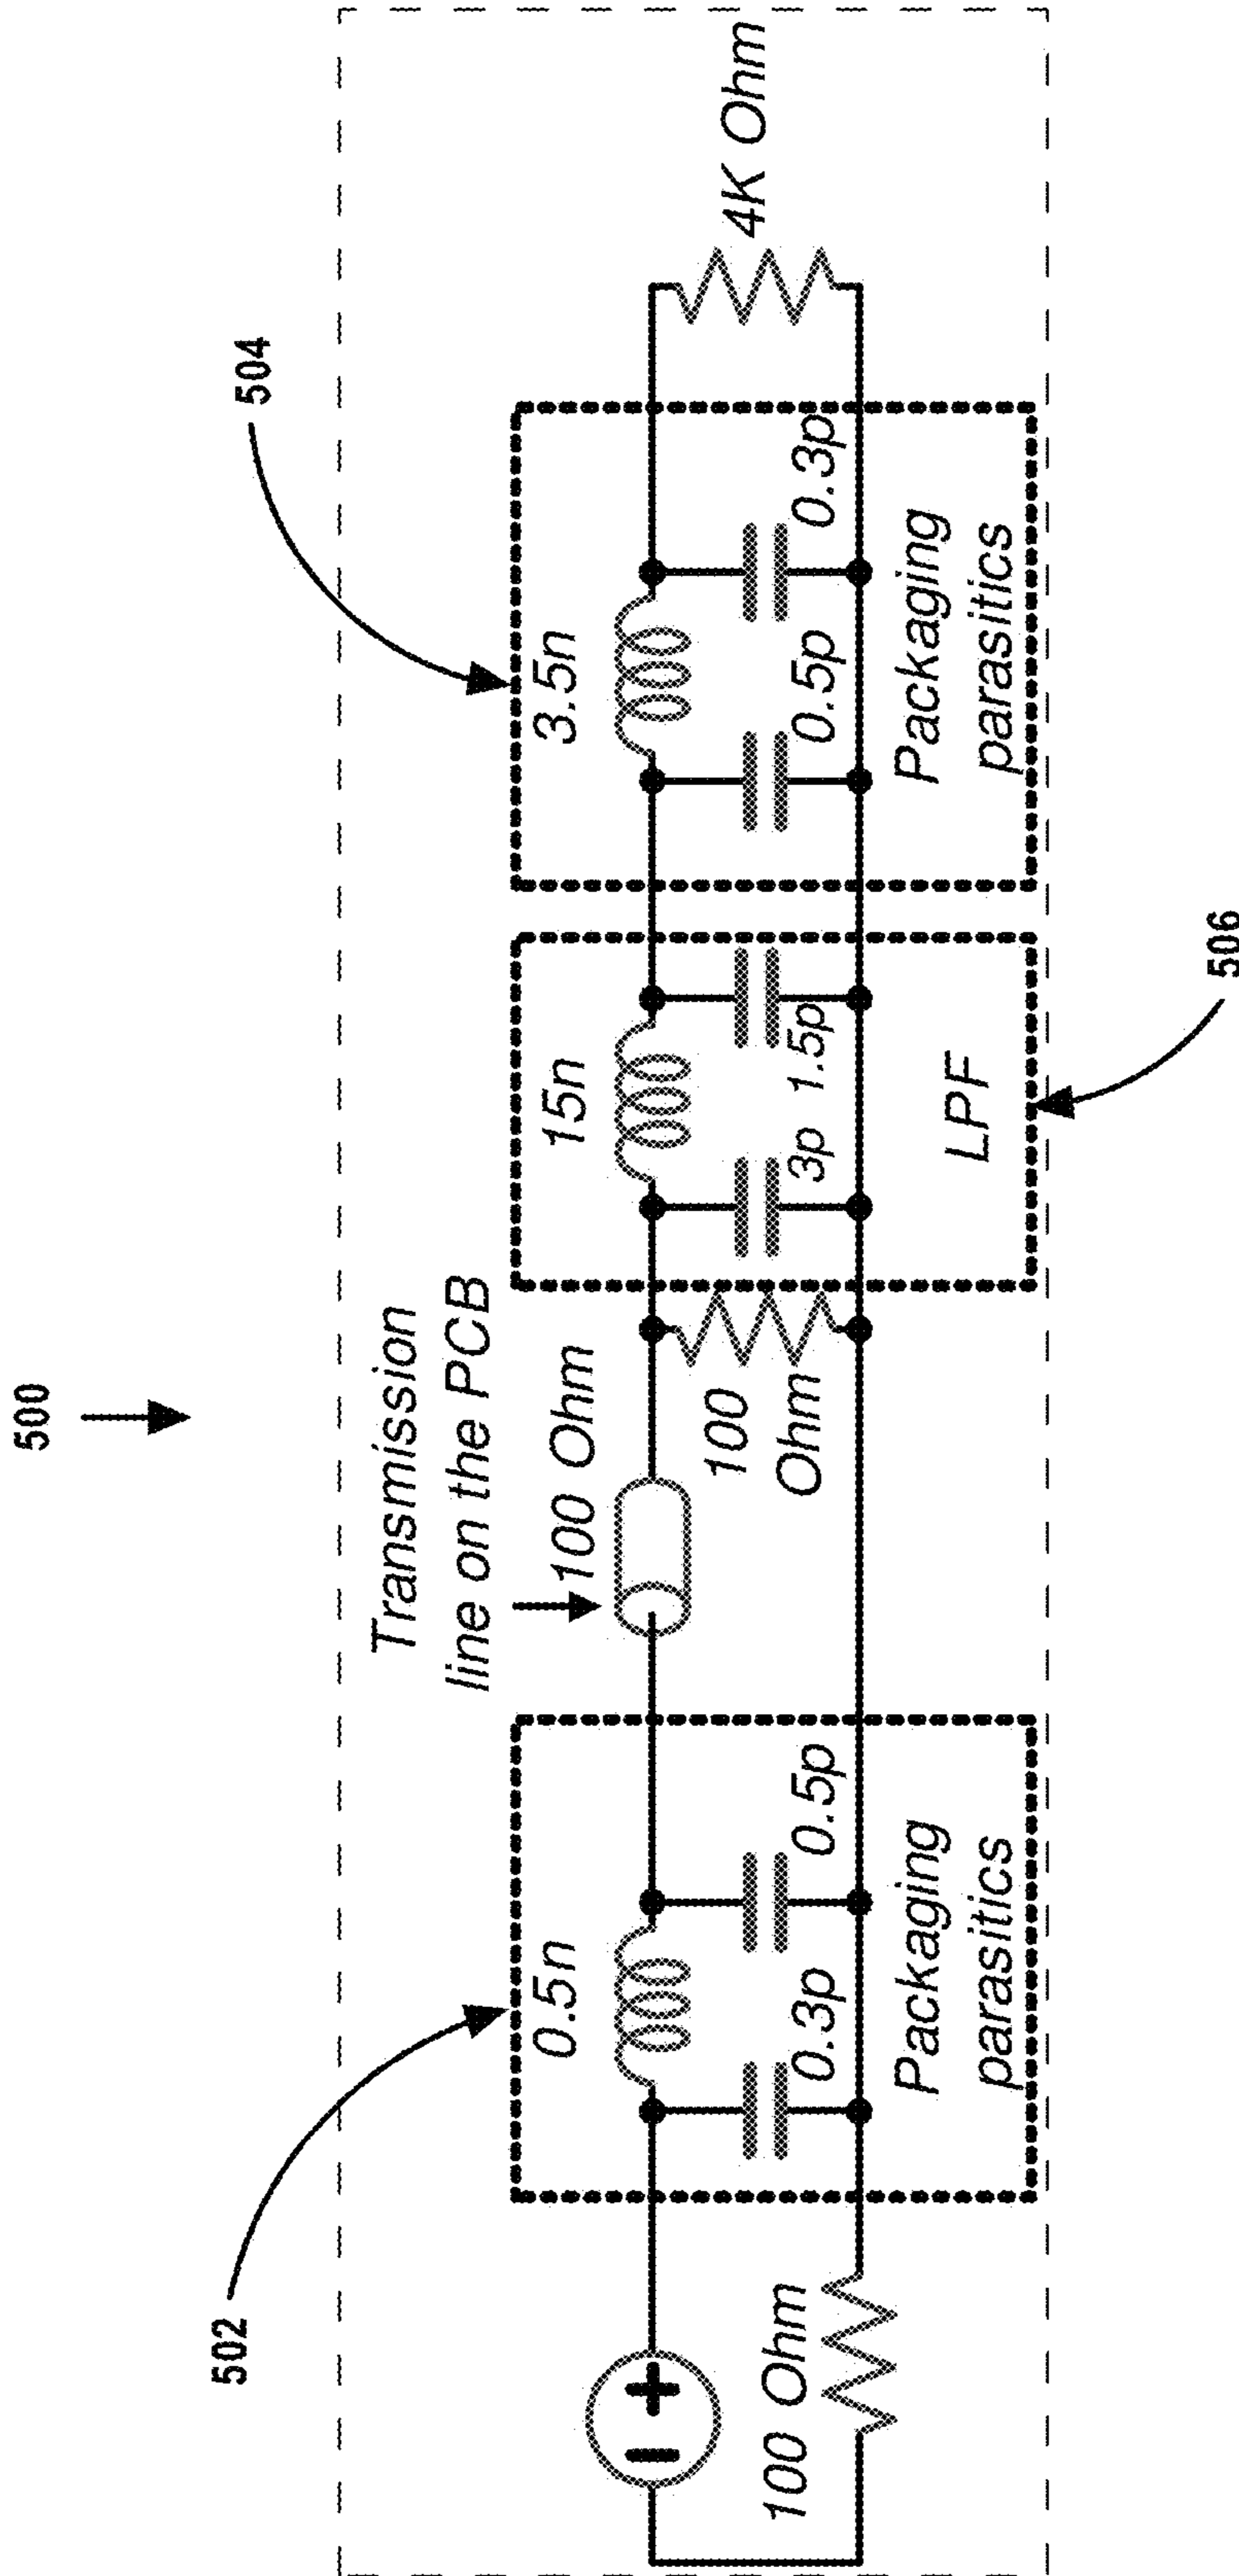 500
502
504
506
Transmission
line on the PCB
100 Ohm
0.5n
0.3p
0.5p
Packaging
parasitics
100 Ohm
100
Ohm
15n
3p
1.5p
LPF
3.5n
0.5p
0.3p
Packaging
parasitics
4K Ohm
− +